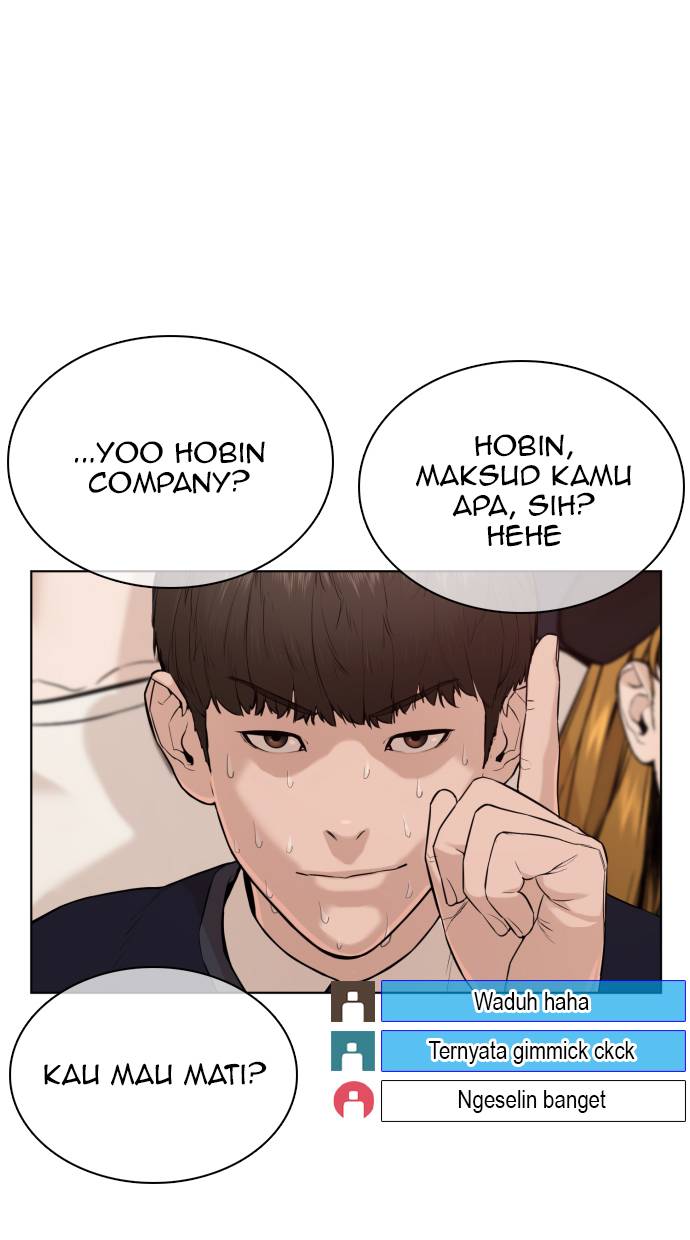 ...YOO HOBIN
COMPANY?
HOBIN,
MAKSUD KAMU
APA, SIH?
HEHE
KAU MAU MATI?
Waduh haha
Ternyata gimmick ckck
Ngeselin banget